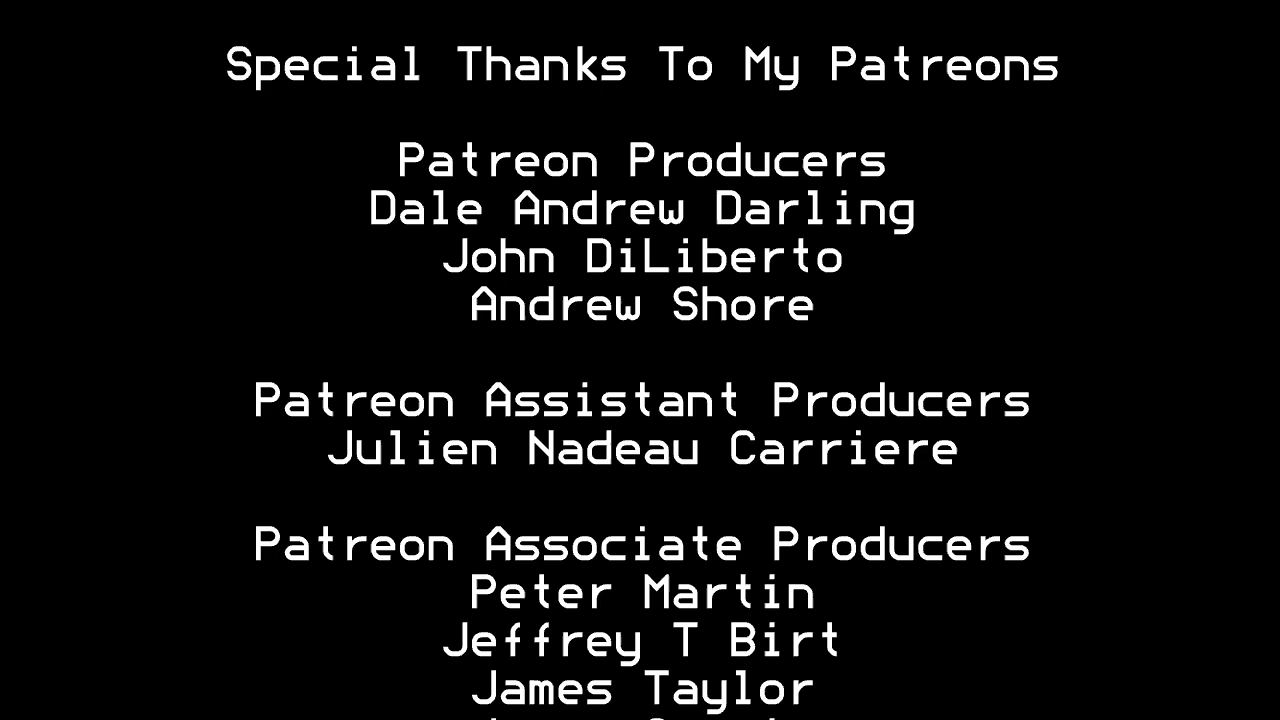 Special Thanks To My Patreons
Patreon Producers
Dale Andrew Darling
John DiLiberto
Andrew Shore
Patreon Assistant Producers
Julien Nadeau Carriere
Patreon Associate Producers
Peter Martin
Jeffrey T Birt
James Taylor